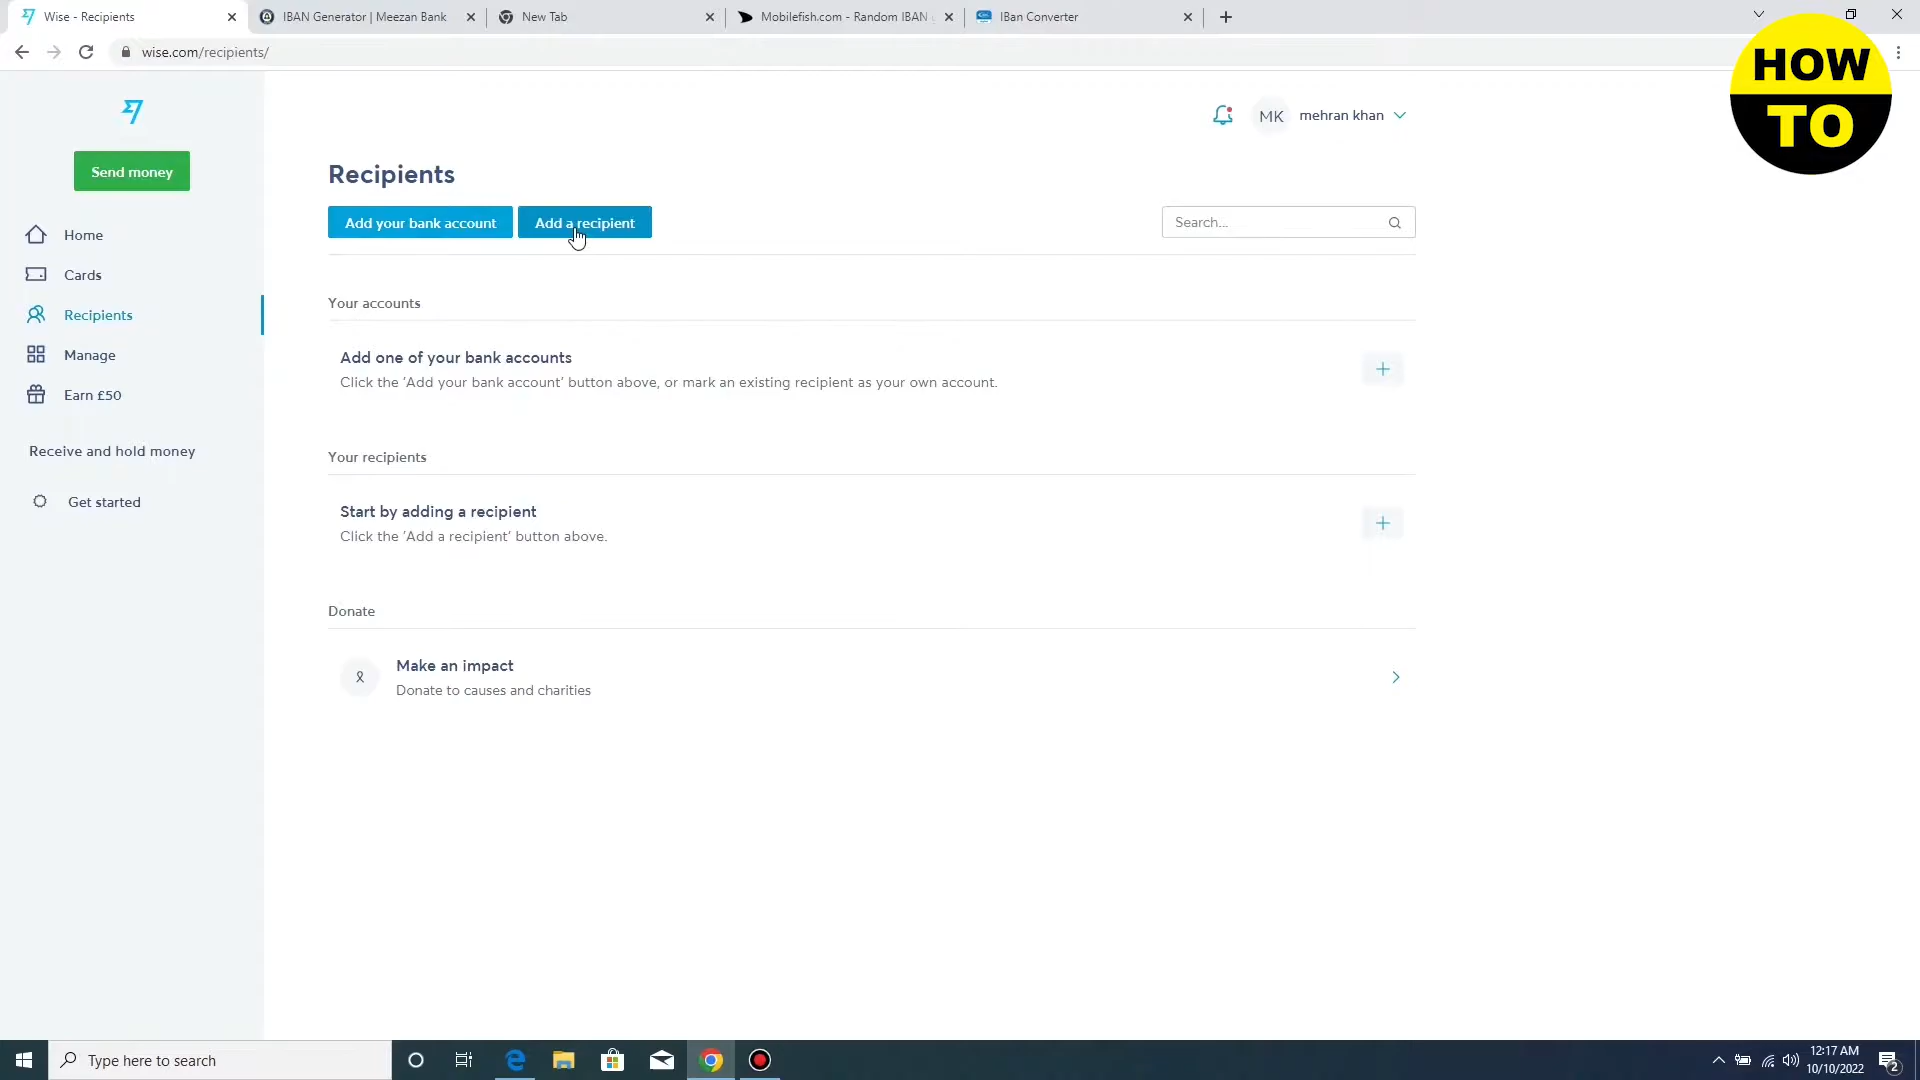 Wise - Recipients
IBAN Generator | Meezan Bank
New Tab
Mobilefish.com - Random IBAN
IBan Converter
wise.com/recipients/
HOW
TO
MK
mehran khan
Send money
Home
Cards
Recipients
Manage
Earn £50
Receive and hold money
Get started
Recipients
Add your bank account
Add a recipient
Search...
Your accounts
Add one of your bank accounts
Click the 'Add your bank account' button above, or mark an existing recipient as your own account.
Your recipients
Start by adding a recipient
Click the 'Add a recipient' button above.
Donate
Make an impact
Donate to causes and charities
Type here to search
12:17 AM
10/10/2022
2